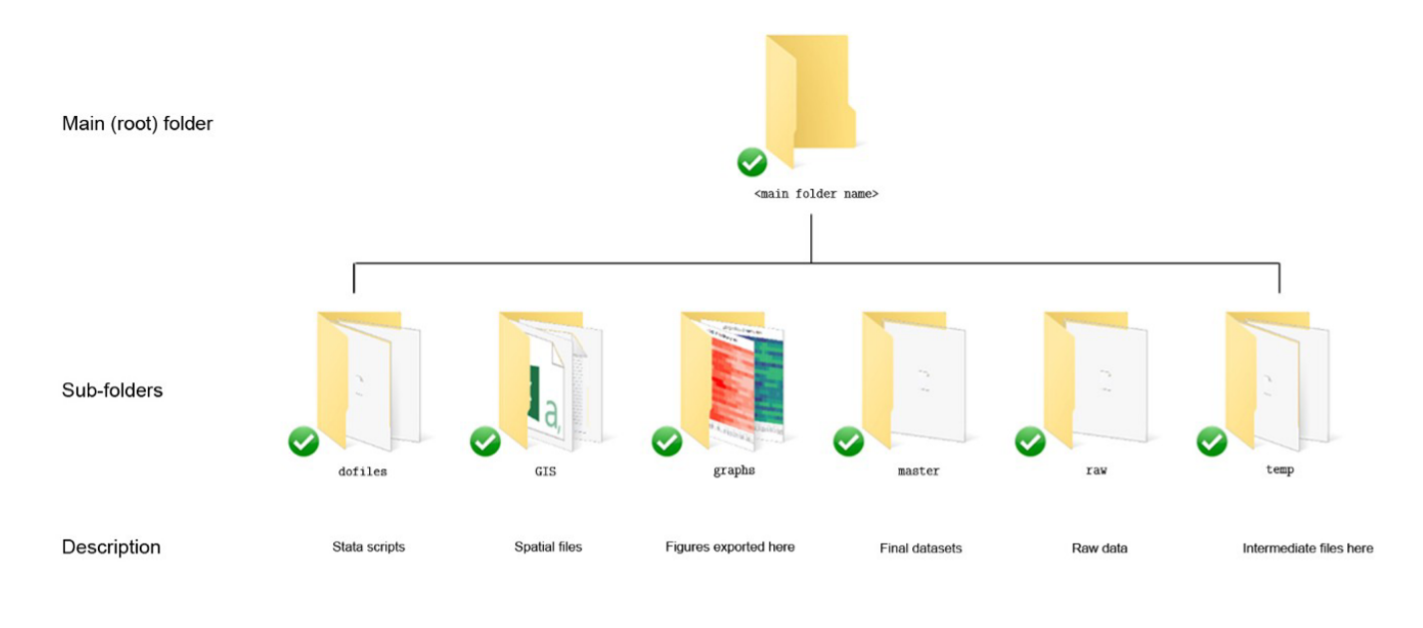 Main (root) folder
<main folder name>
Sub-folders
dofiles
GIS
graphs
master
raw
temp
Description
Stata scripts
Spatial files
Figures exported here
Final datasets
Raw data
Intermediate files here